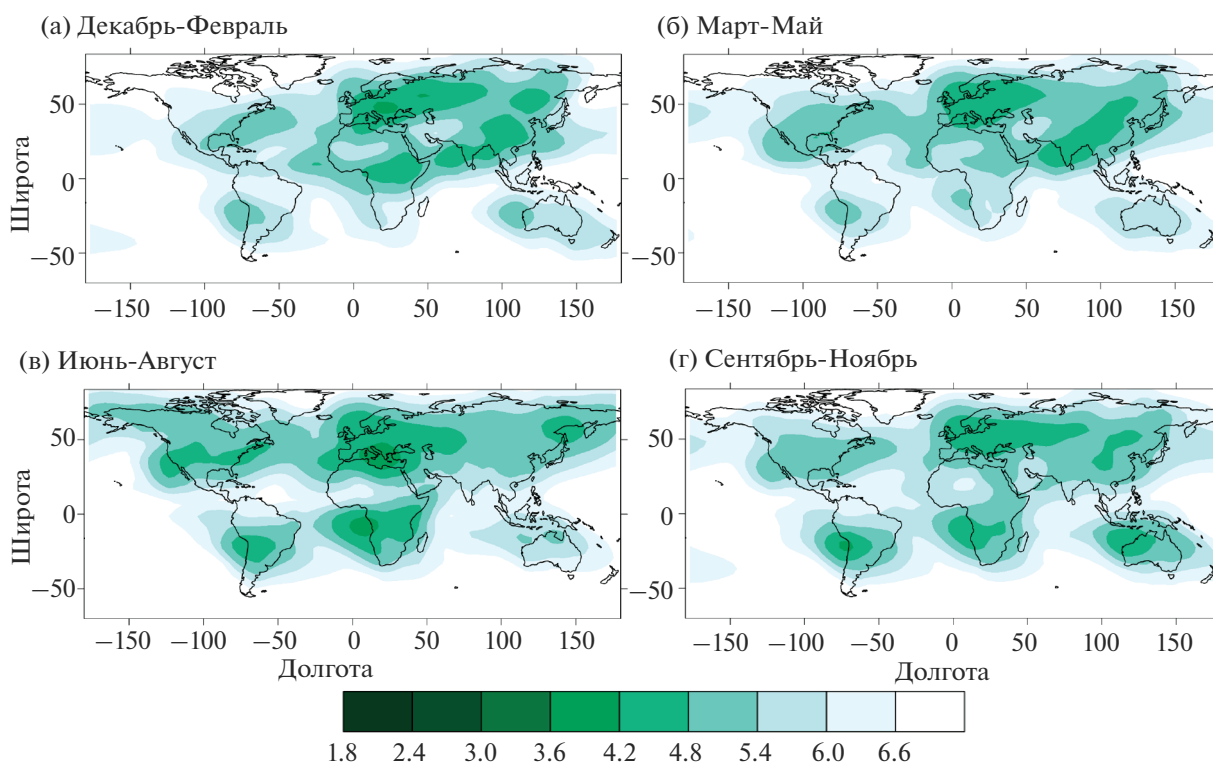 (а) Декабрь-Февраль
(б) Март-Май
Широта
50
0
−50
50
0
−50
−150 −100 −50 0 50 100 150
−150 −100 −50 0 50 100 150
(в) Июнь-Август
(г) Сентябрь-Ноябрь
Широта
50
0
−50
50
0
−50
−150 −100 −50 0 50 100 150
−150 −100 −50 0 50 100 150
Долгота
Долгота
1.8 2.4 3.0 3.6 4.2 4.8 5.4 6.0 6.6